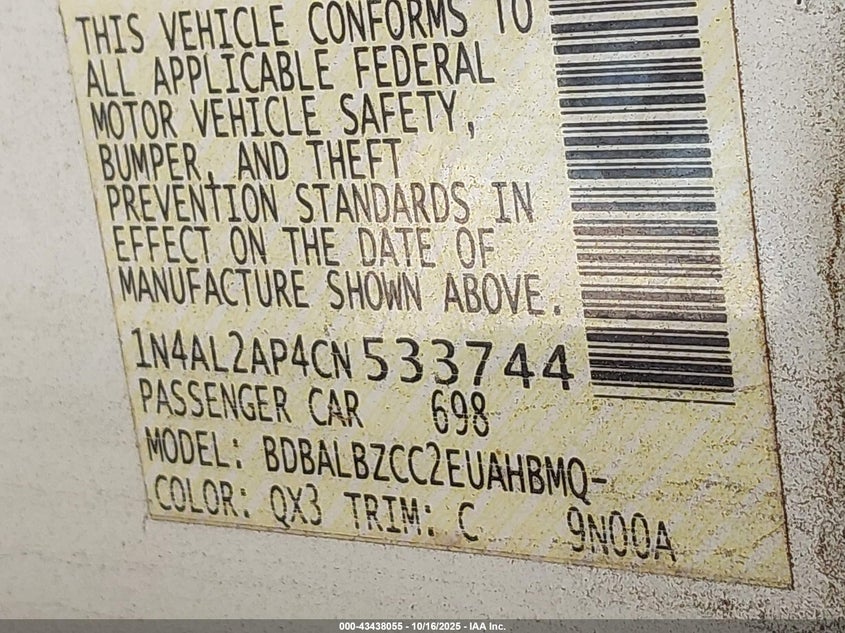 THIS VEHICLE CONFORMS TO
ALL APPLICABLE FEDERAL
MOTOR VEHICLE SAFETY,
BUMPER, AND THEFT
PREVENTION STANDARDS IN
EFFECT ON THE DATE OF
MANUFACTURE SHOWN ABOVE.
1N4AL2AP4CN533744
PASSENGER CAR 698
MODEL: BDBALBZCC2EUAHBMQ-
COLOR: QX3 TRIM: C 9N00A
000-43438055 - 10/16/2025 - IAA Inc.